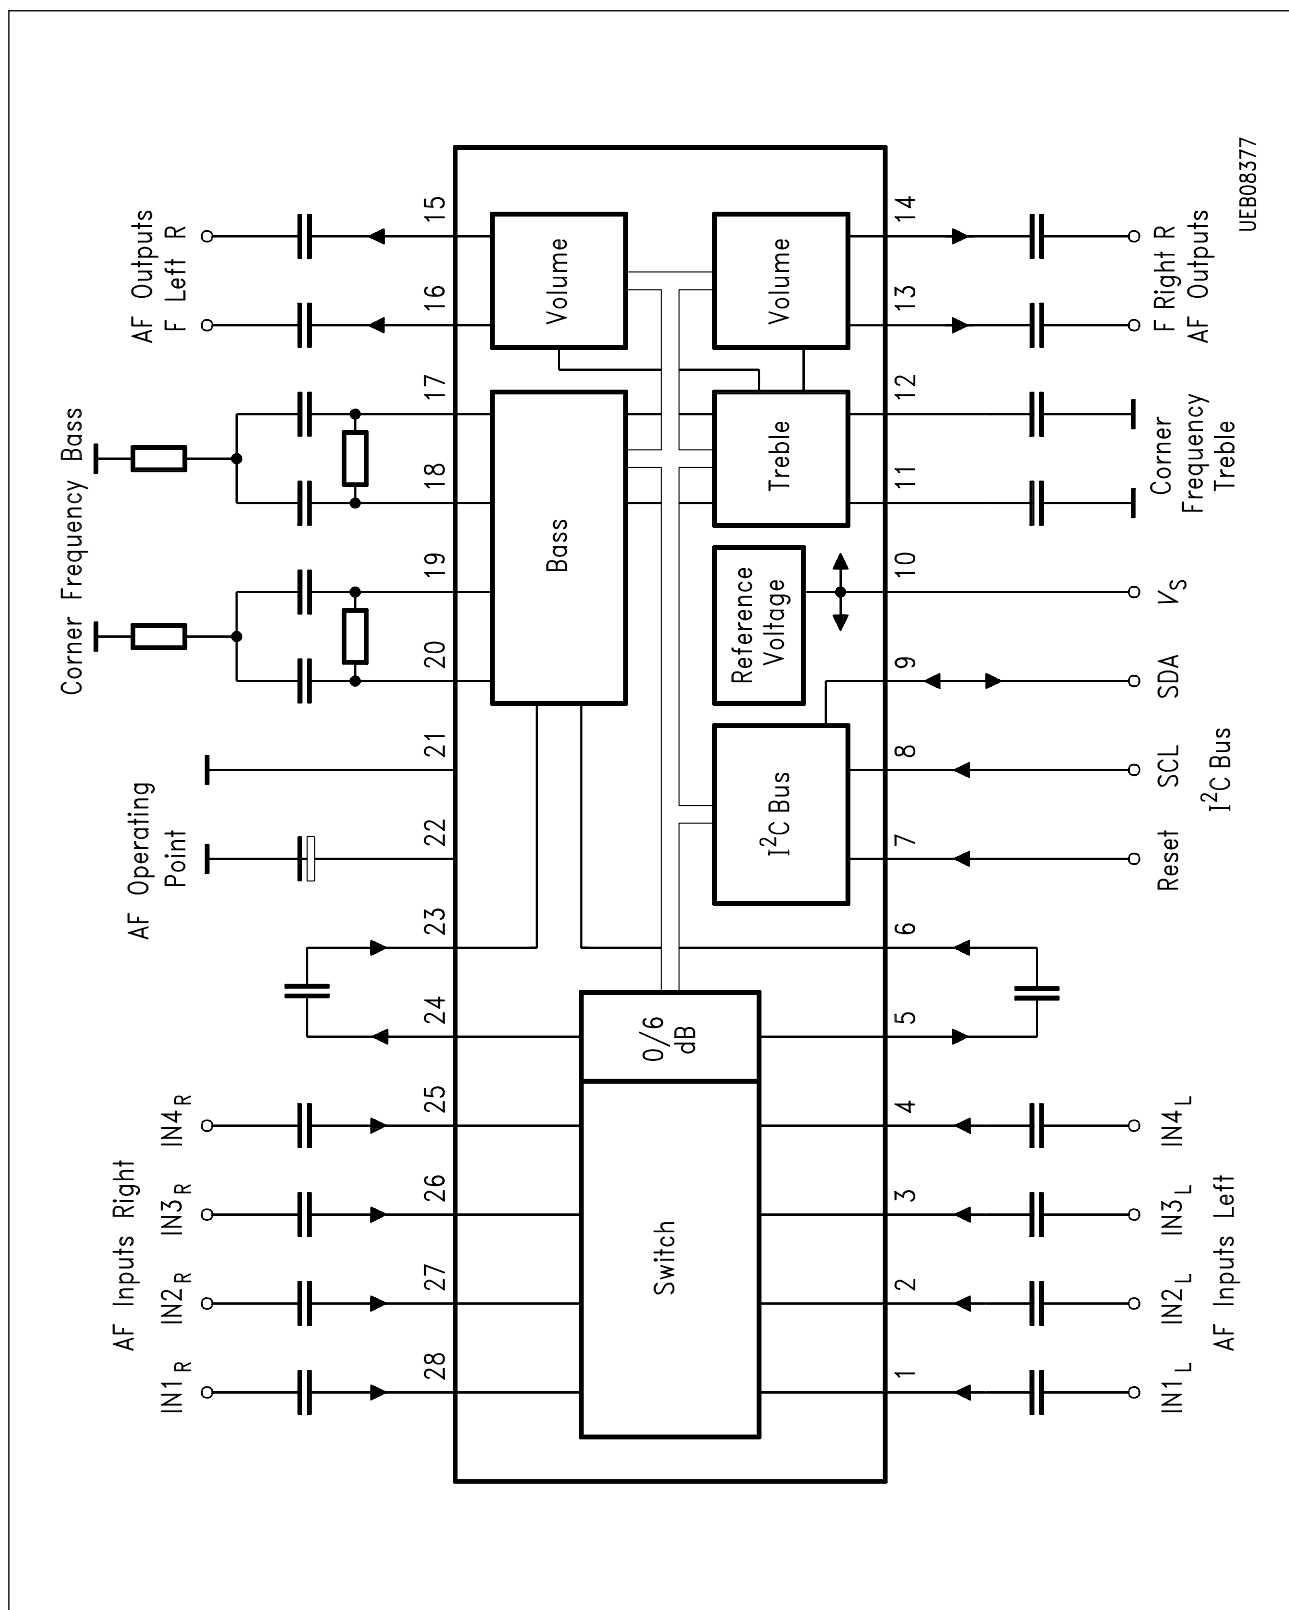 AF Inputs Right
IN1R
IN2R
IN3R
IN4R
AF Operating
Point
Corner Frequency Bass
AF Outputs
F Left R
28
27
26
25
24
23
22
21
20
19
18
17
16
15
Switch
0/6
dB
Bass
Volume
I²C Bus
Reference
Voltage
Treble
Volume
1
2
3
4
5
6
7
8
9
10
11
12
13
14
IN1L
IN2L
IN3L
IN4L
AF Inputs Left
Reset
SCL
SDA
I²C Bus
VS
Corner
Frequency
Treble
F Right R
AF Outputs
UEB08377